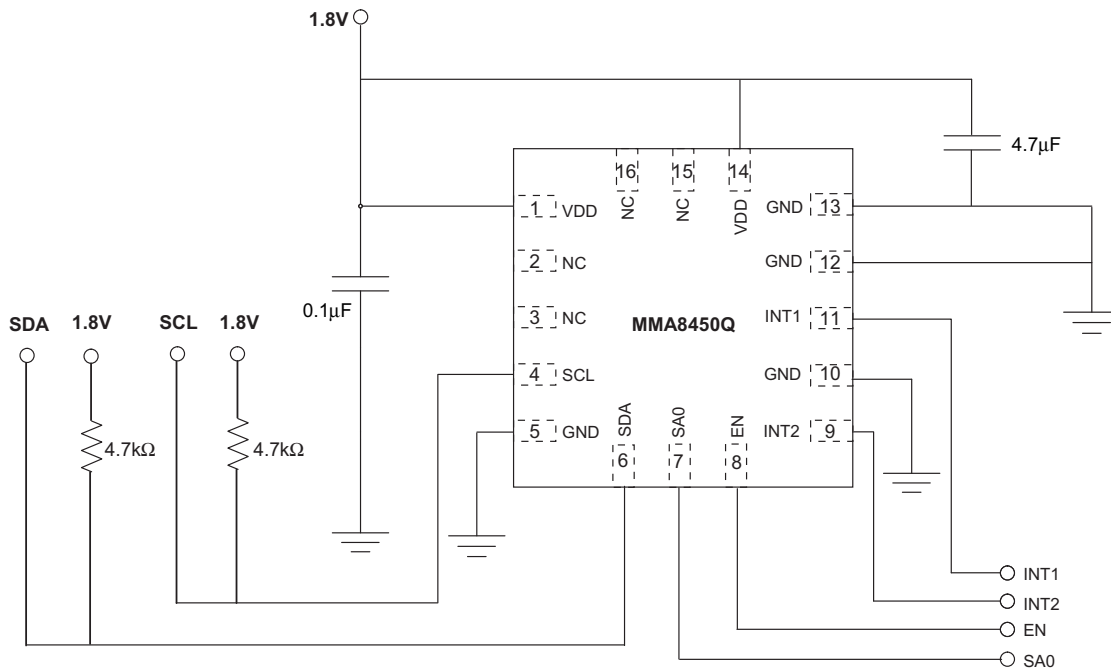 1.8V
4.7μF
16
15
14
NC
NC
VDD
1
VDD
GND
13
2
NC
GND
12
0.1μF
3
NC
MMA8450Q
INT1
11
SDA
1.8V
SCL
1.8V
4
SCL
GND
10
4.7kΩ
4.7kΩ
5
GND
SDA
SA0
EN
INT2
9
6
7
8
INT1
INT2
EN
SA0